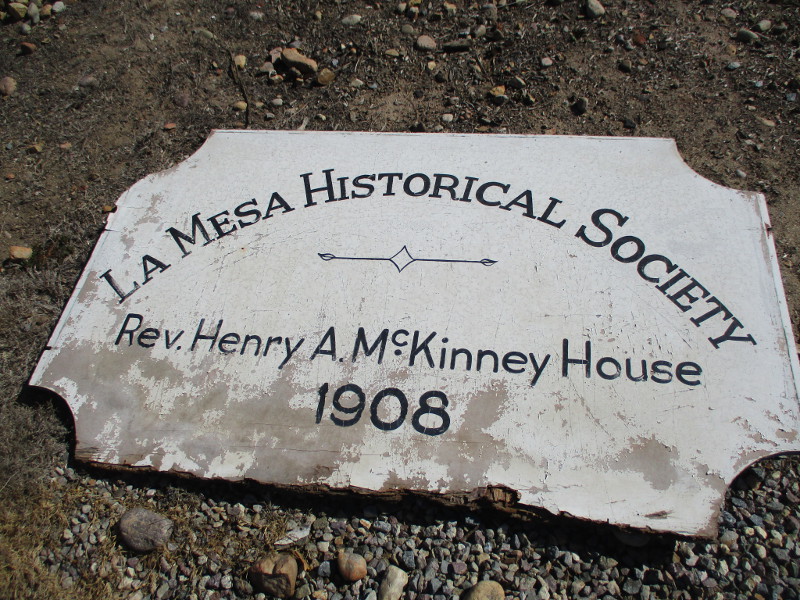 La Mesa Historical Society
Rev. Henry A. McKinney House
1908